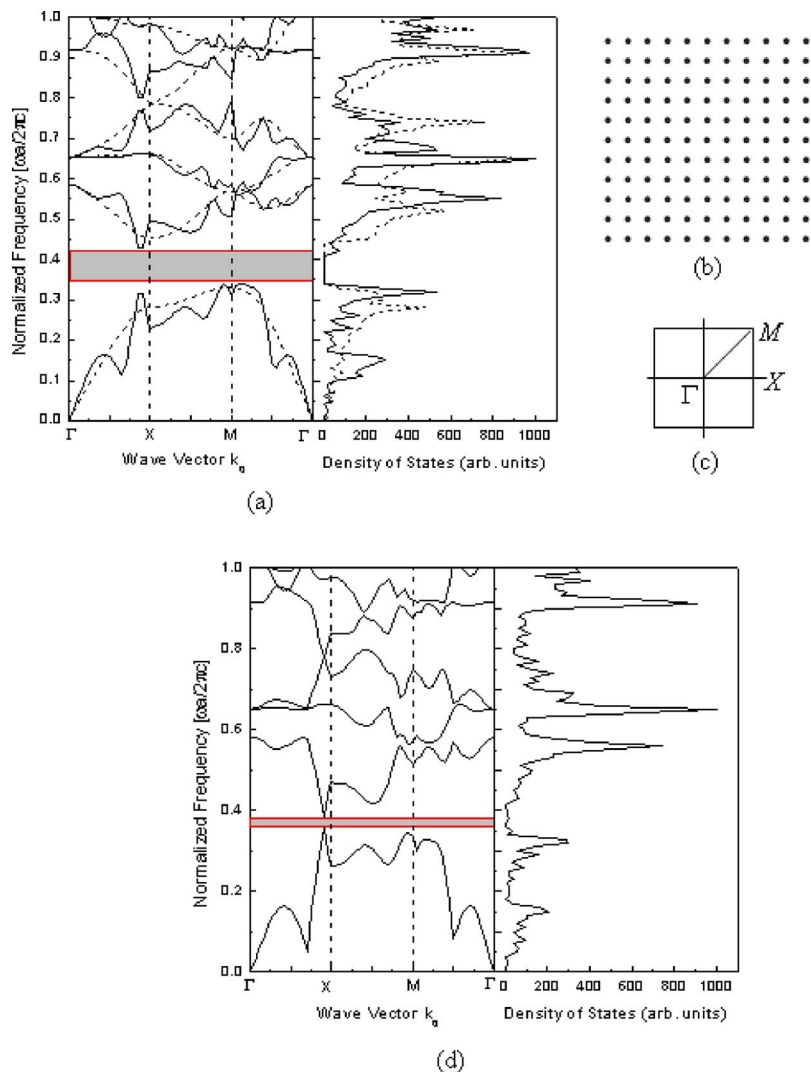 1.0
0.9
0.8
0.7
0.6
0.5
0.4
0.3
0.2
0.1
0.0
Normalized Frequency [ωa/2πc]
Γ X M Γ
Wave Vector k
0 200 400 600 800 1000
Density of States (arb. units)
(a)
(b)
M
X
Γ
(c)
1.0
0.8
0.6
0.4
0.2
0.0
Normalized Frequency [ωa/2πc]
Γ X M Γ
Wave Vector k
0 200 400 600 800 1000
Density of States (arb. units)
(d)